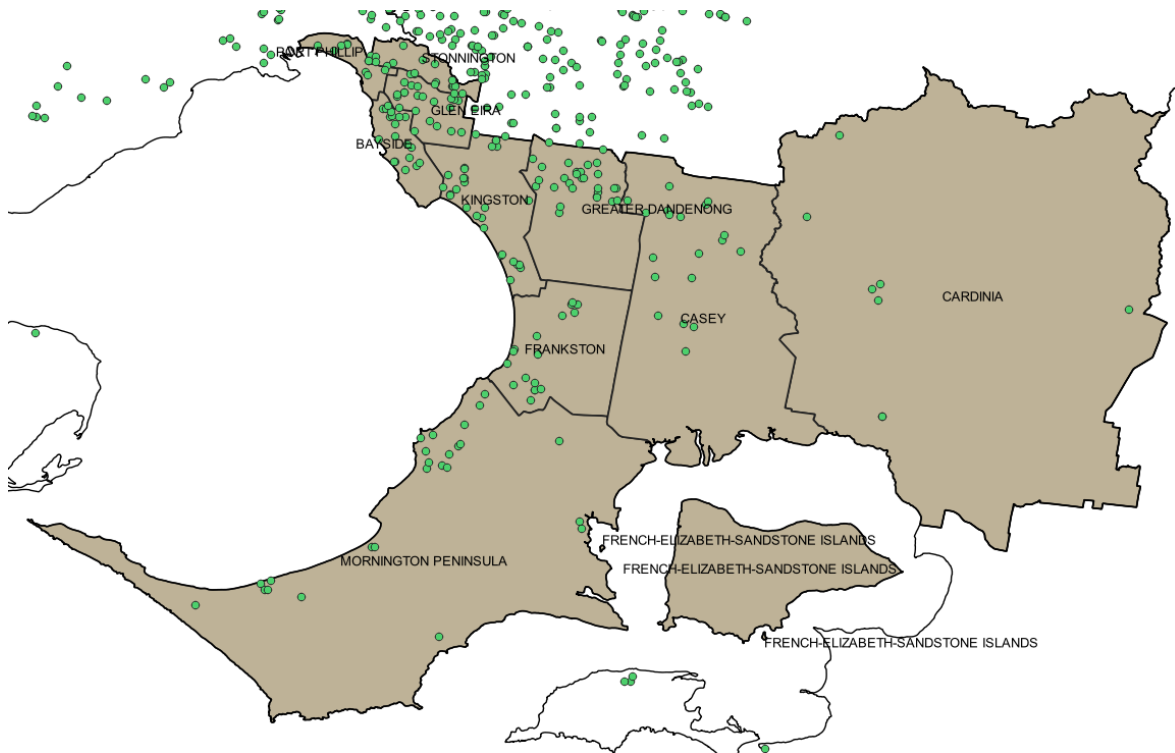 PORT PHILLIP
STONNINGTON
GLEN EIRA
BAYSIDE
KINGSTON
GREATER DANDENONG
CARDINIA
CASEY
FRANKSTON
FRENCH-ELIZABETH-SANDSTONE ISLANDS
MORNINGTON PENINSULA
FRENCH-ELIZABETH-SANDSTONE ISLANDS
FRENCH-ELIZABETH-SANDSTONE ISLANDS